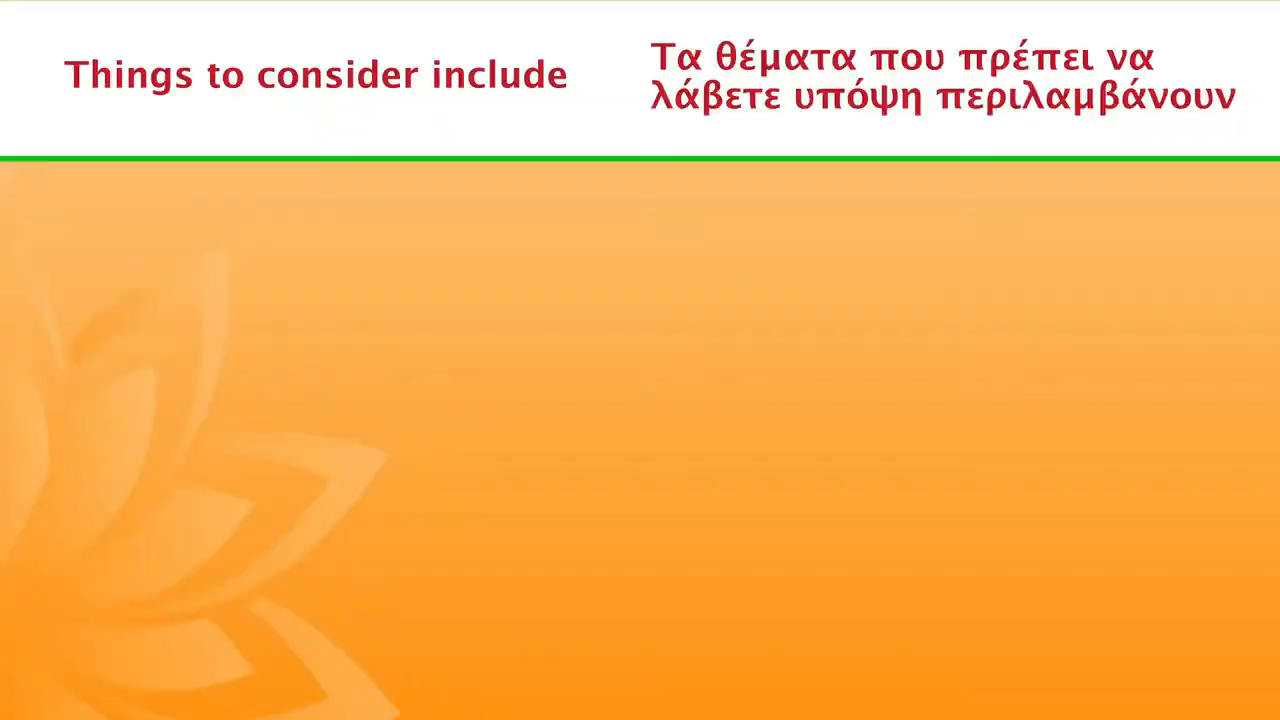 Things to consider include
Τα θέματα που πρέπει να
λάβετε υπόψη περιλαμβάνουν